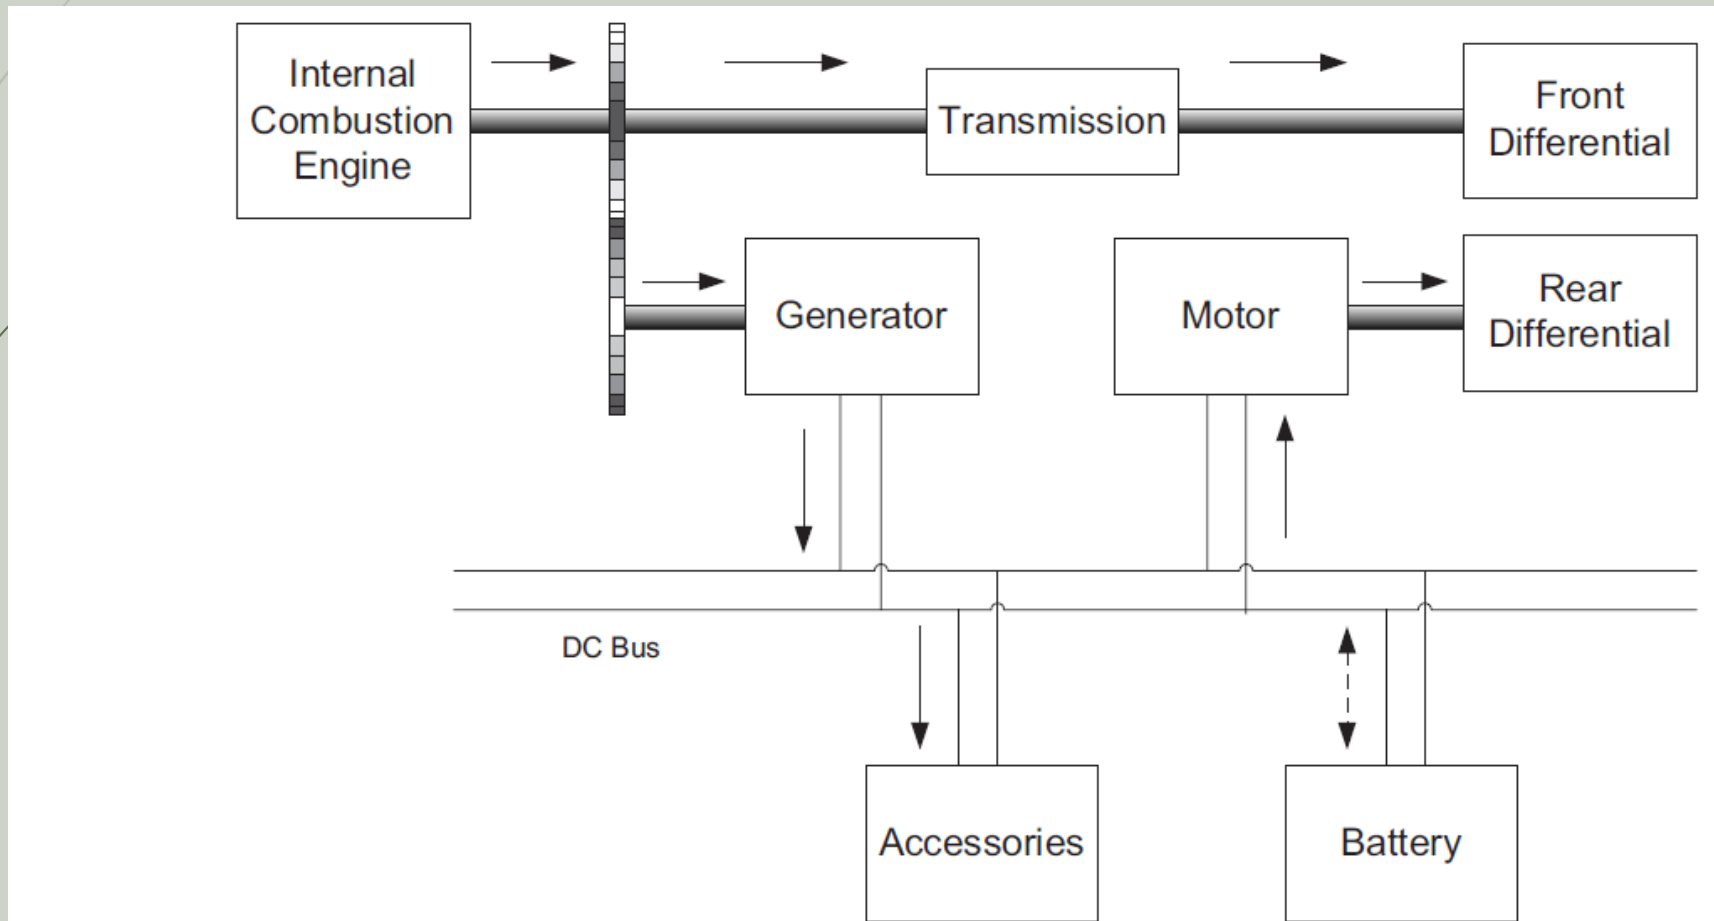 Internal
Combustion
Engine
Transmission
Front
Differential
Generator
Motor
Rear
Differential
DC Bus
Accessories
Battery